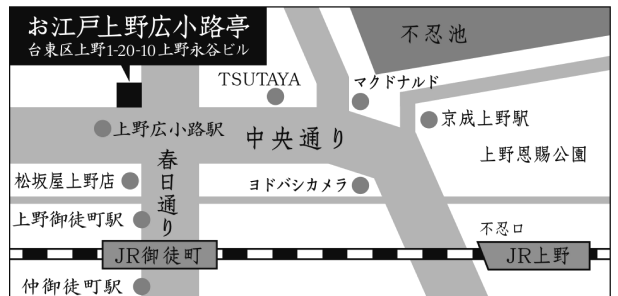 お江戸上野広小路亭
台東区上野1-20-10上野永谷ビル
不忍池
TSUTAYA
マクドナルド
上野広小路駅
中央通り
京成上野駅
上野恩賜公園
春日通り
松坂屋上野店
ヨドバシカメラ
上野御徒町駅
不忍口
JR御徒町
JR上野
仲御徒町駅